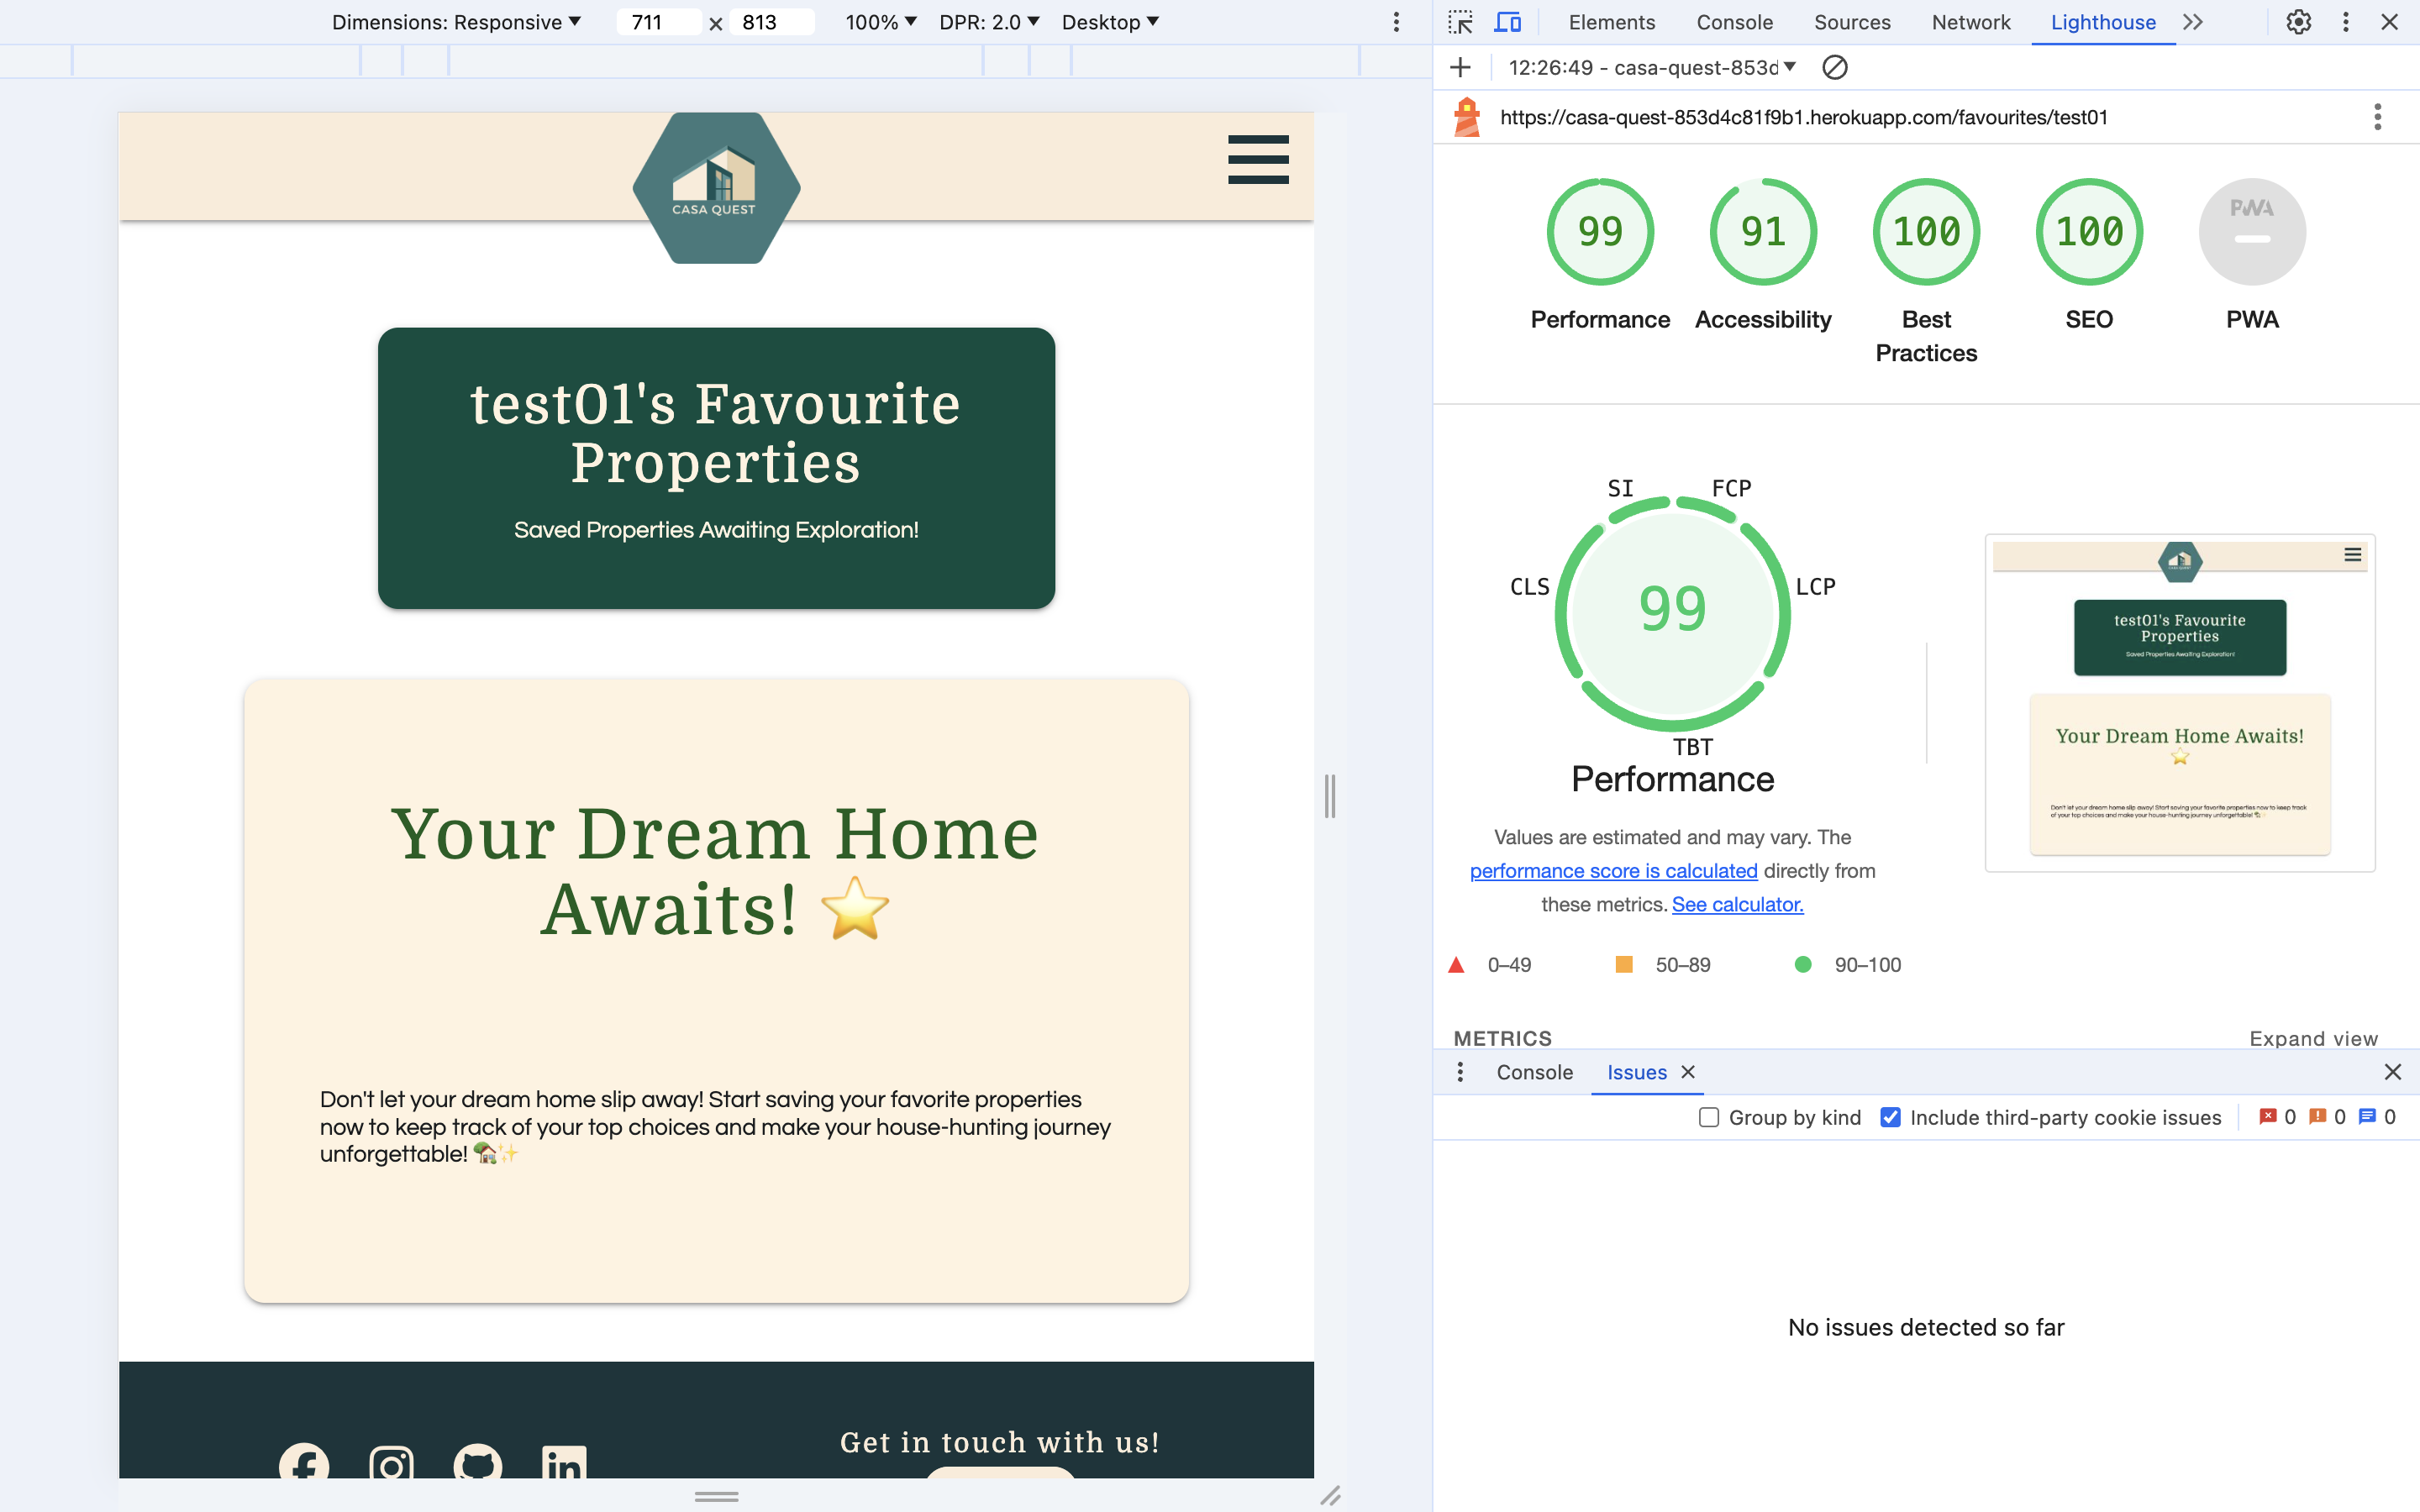 Dimensions: Responsive ▼ 711 × 813 100% ▼ DPR: 2.0 ▼ Desktop ▼
CASA QUEST
test01's Favourite
Properties
Saved Properties Awaiting Exploration!
Your Dream Home
Awaits! ⭐
Don't let your dream home slip away! Start saving your favorite properties
now to keep track of your top choices and make your house-hunting journey
unforgettable! 🏡✨
Get in touch with us!
Elements Console Sources Network Lighthouse
12:26:49 - casa-quest-853d
https://casa-quest-853d4c81f9b1.herokuapp.com/favourites/test01
99 91 100 100 PWA
Performance Accessibility Best Practices SEO PWA
SI FCP
CLS 99 LCP
TBT
Performance
Values are estimated and may vary. The
performance score is calculated directly from
these metrics. See calculator.
0–49 50–89 90–100
test01's Favourite
Properties
Saved Properties Awaiting Exploration!
Your Dream Home Awaits!
⭐
Don't let your dream home slip away! Start saving your favorite properties now to keep track
of your top choices and make your house-hunting journey unforgettable! 🏡✨
METRICS Expand view
Console Issues
Group by kind Include third-party cookie issues 0 0 0
No issues detected so far